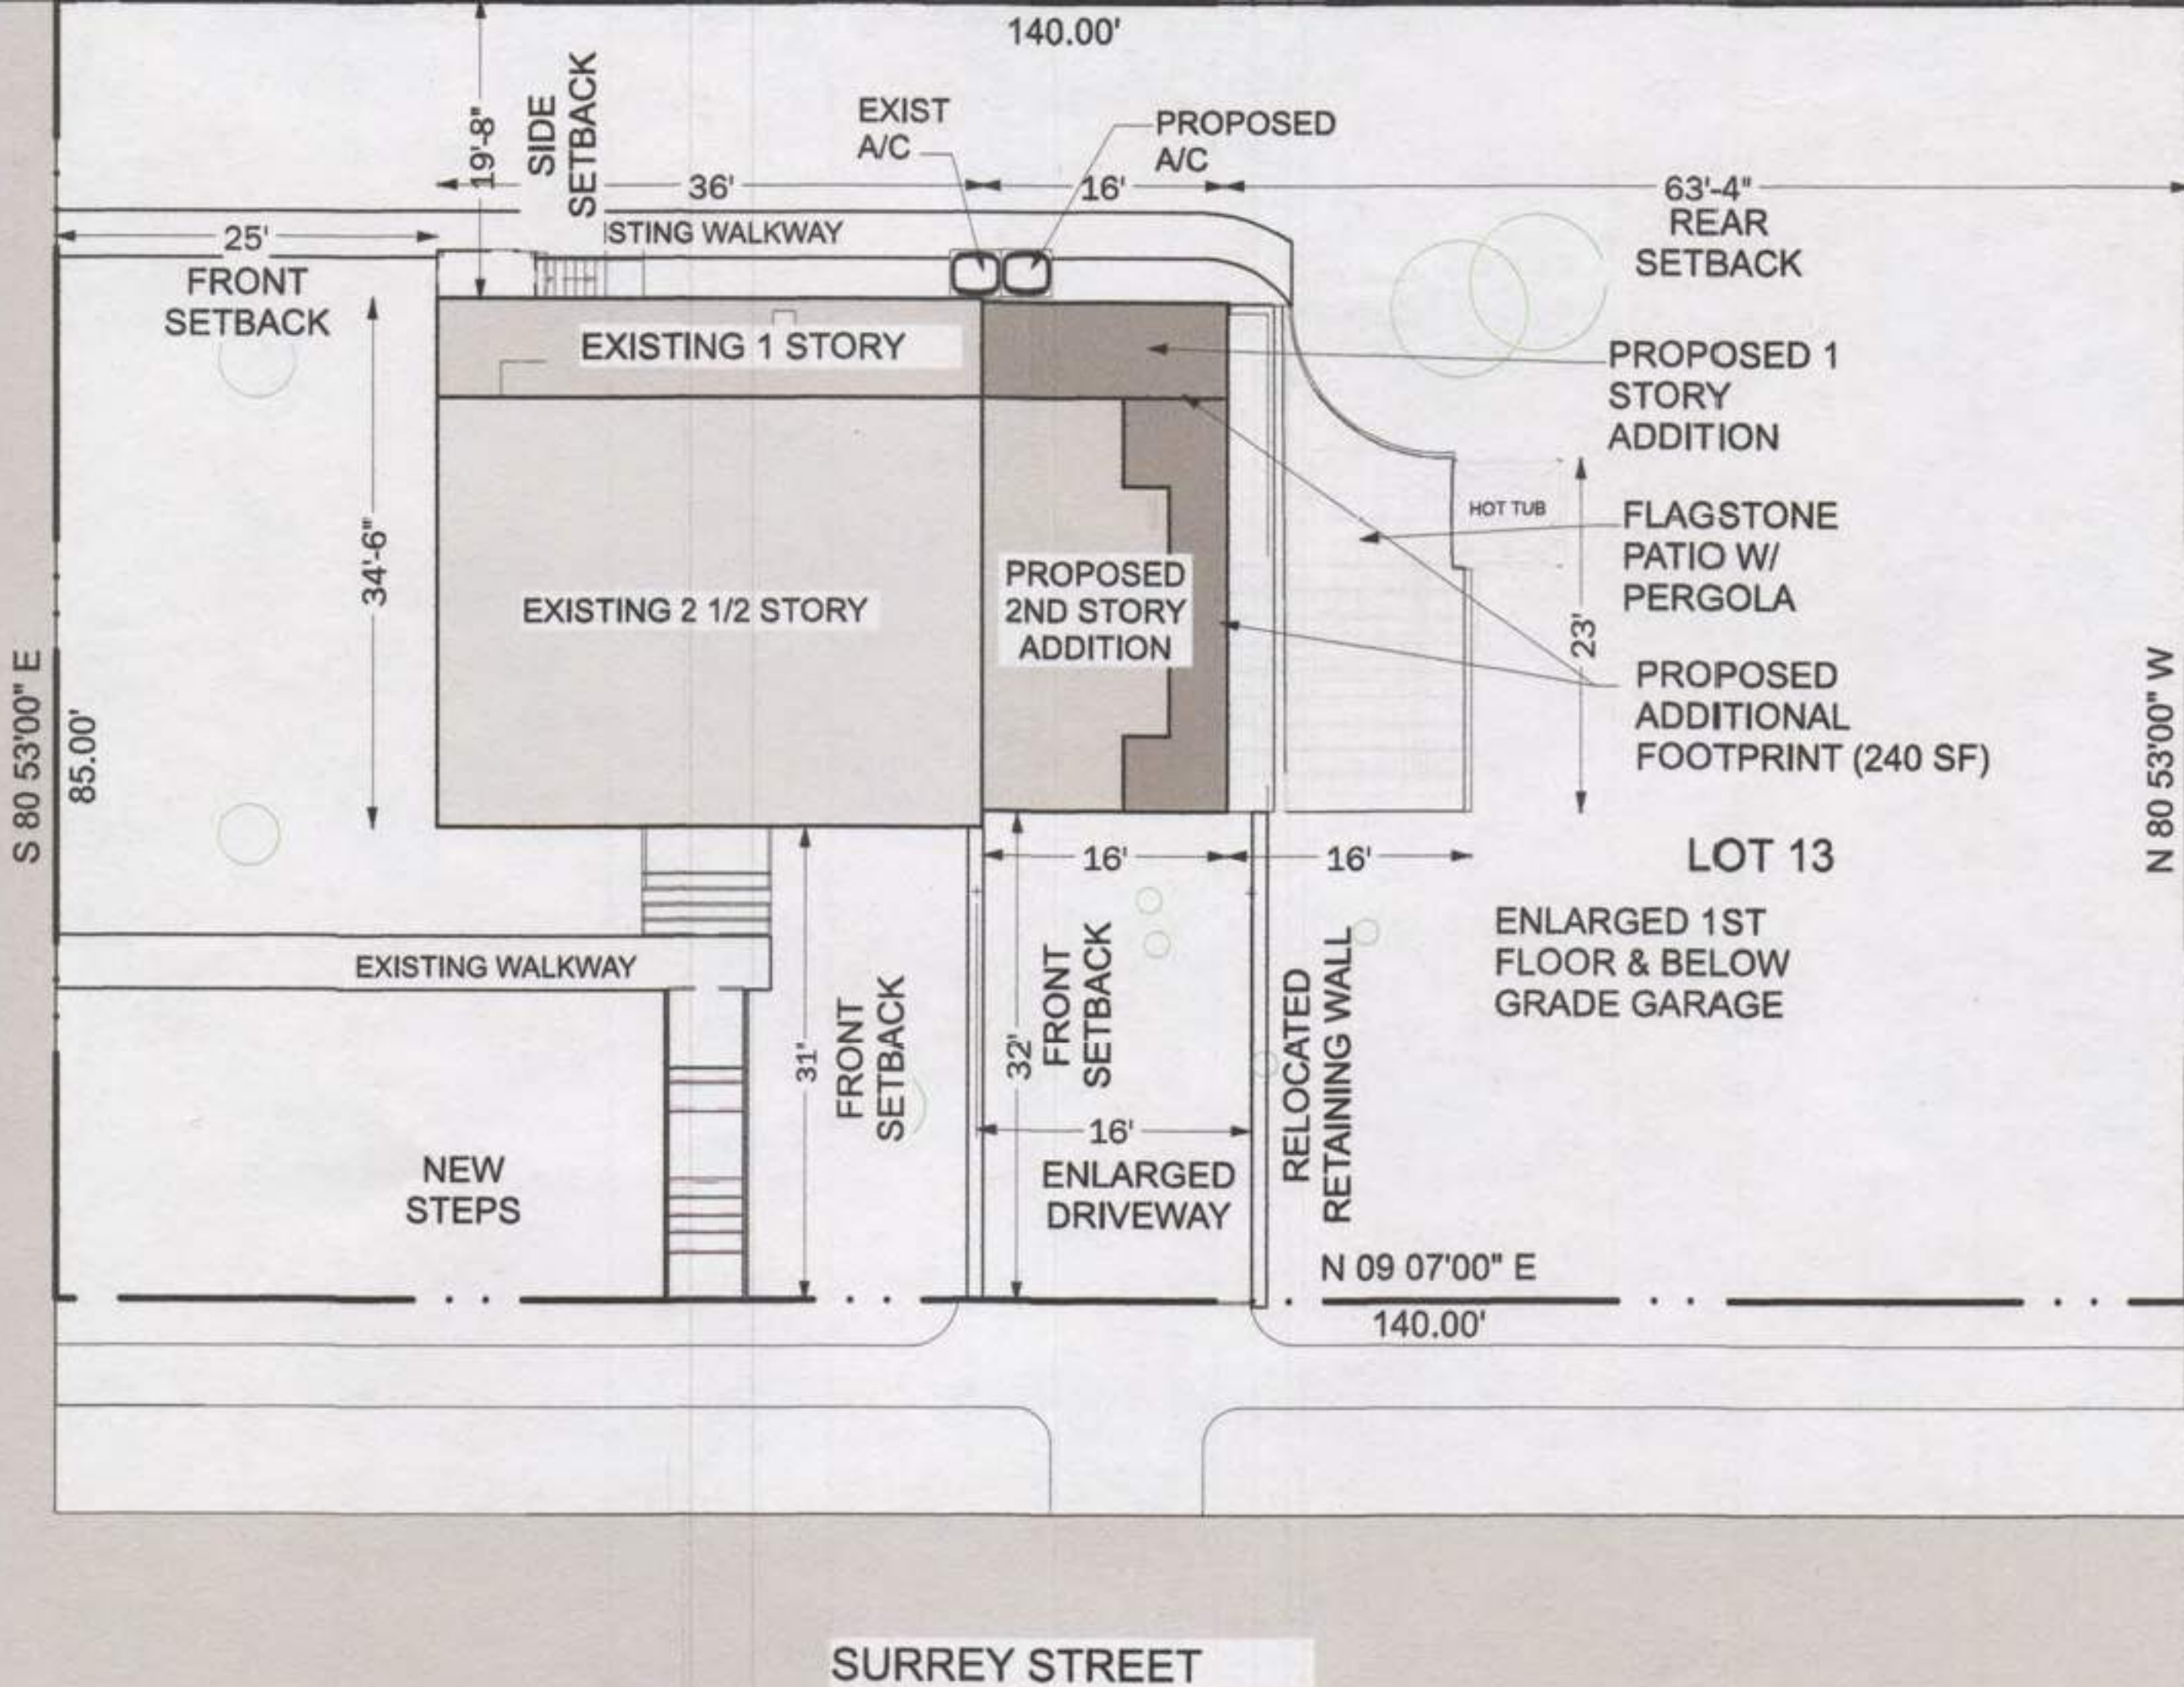 140.00'
19'-8"
SIDE
SETBACK
EXIST
A/C
PROPOSED
A/C
36'
16'
63'-4"
REAR
SETBACK
25'
FRONT
SETBACK
ISTING WALKWAY
EXISTING 1 STORY
PROPOSED 1
STORY
ADDITION
34'-6"
HOT TUB
FLAGSTONE
PATIO W/
PERGOLA
EXISTING 2 1/2 STORY
PROPOSED
2ND STORY
ADDITION
23'
PROPOSED
ADDITIONAL
FOOTPRINT (240 SF)
S 80 53'00" E
85.00'
N 80 53'00" W
16'
16'
LOT 13
ENLARGED 1ST
FLOOR & BELOW
GRADE GARAGE
EXISTING WALKWAY
31'
FRONT
SETBACK
32'
FRONT
SETBACK
RELOCATED
RETAINING WALL
16'
ENLARGED
DRIVEWAY
NEW
STEPS
N 09 07'00" E
140.00'
SURREY STREET